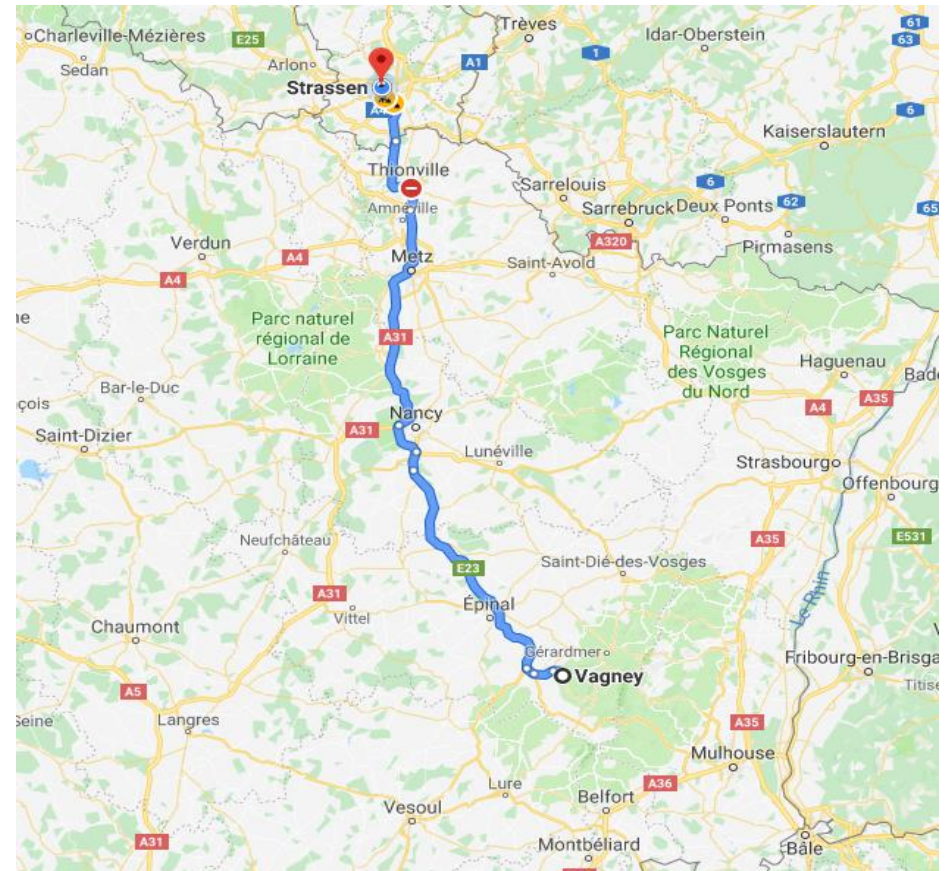 Charleville-Mézières
E25
Trèves
Idar-Oberstein
61
63
Sedan
Arlon
A1
1
Strassen
6
Kaiserslautern
Thionville
Sarrelouis
6
62
65
Amnéville
Sarrebruck
Deux Ponts
Verdun
A4
A320
Pirmasens
A4
Metz
Saint-Avold
Parc naturel
régional de
Lorraine
A31
Parc Naturel
Régional
des Vosges
du Nord
Haguenau
Bar-le-Duc
A35
A4
Nancy
A31
Saint-Dizier
Lunéville
Strasbourg
Offenbourg
Neufchâteau
A35
E531
E23
Saint-Dié-des-Vosges
A31
Vittel
Épinal
Le Rhin
Chaumont
Gérardmer
Vagney
Fribourg-en-Brisga
A5
Titise
Langres
A35
Mulhouse
Lure
A36
Vesoul
Belfort
A31
Montbéliard
Bâle